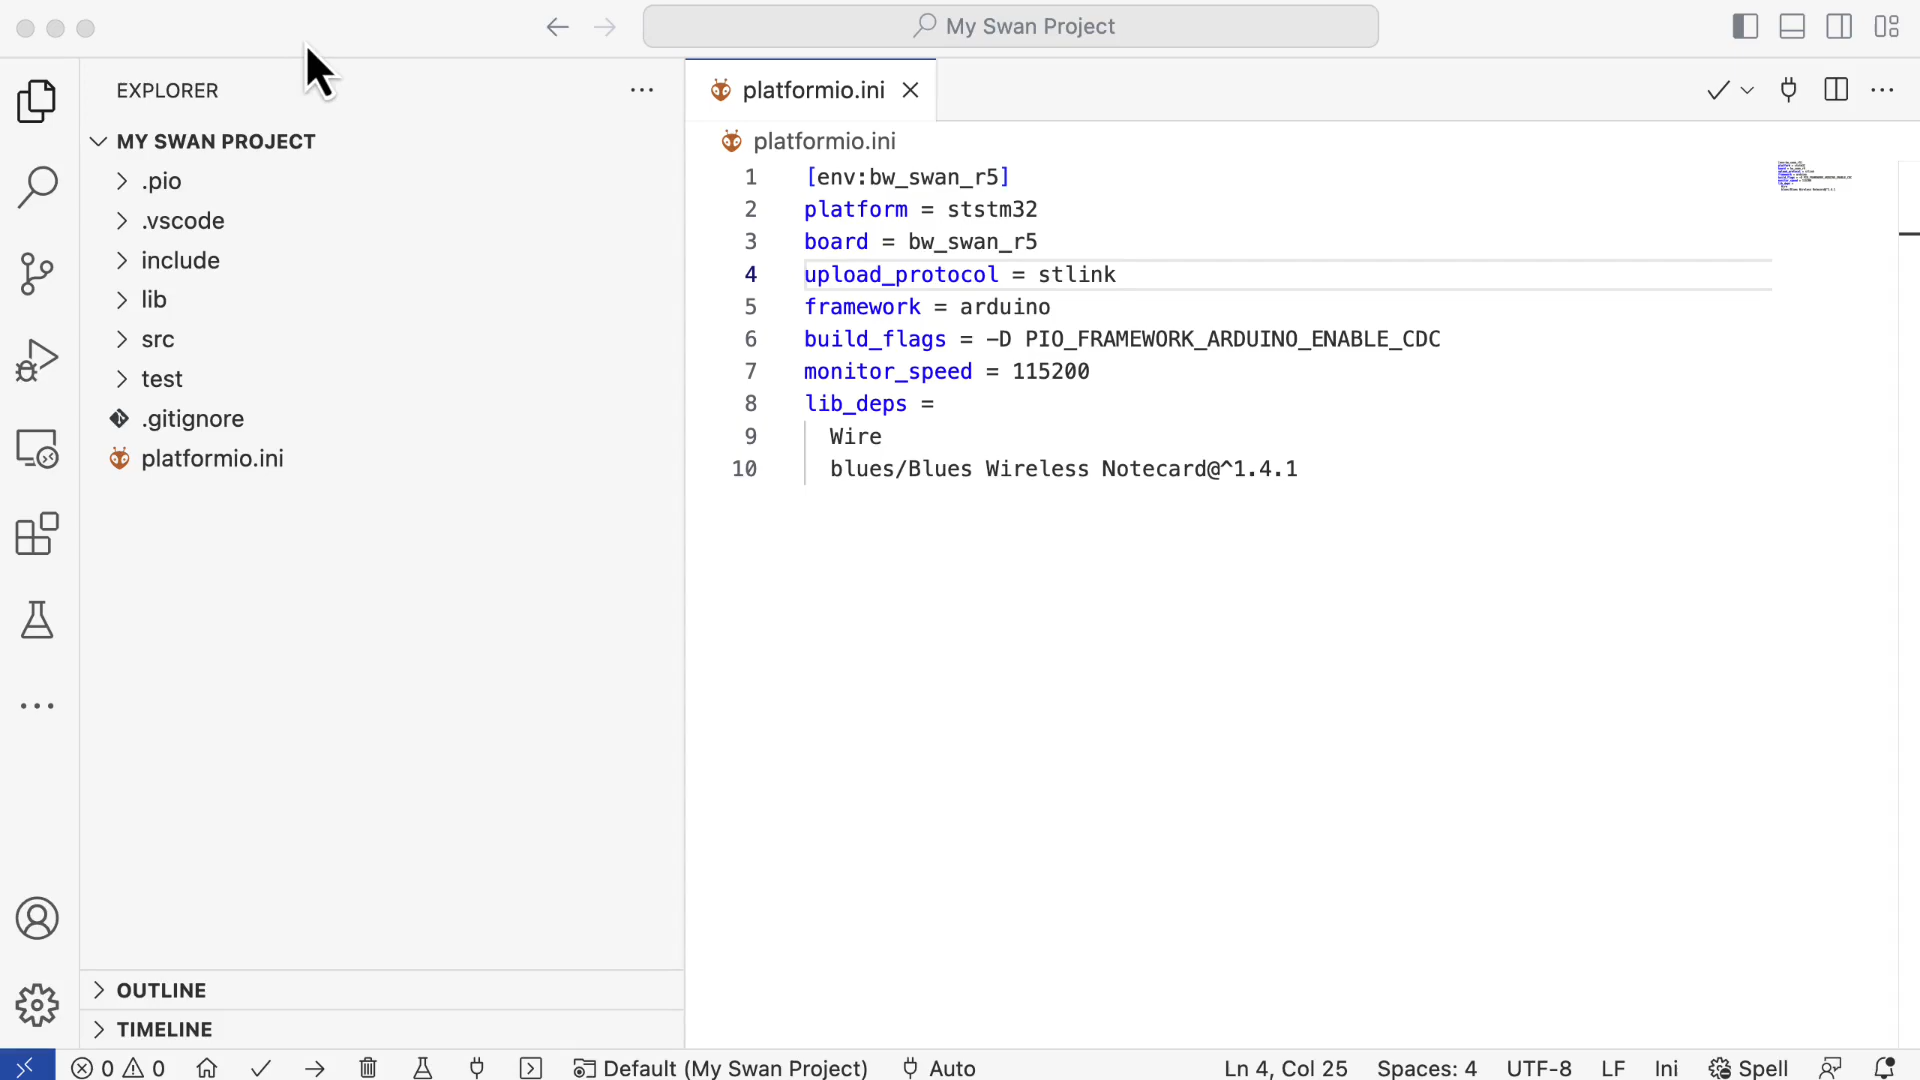 My Swan Project
EXPLORER
MY SWAN PROJECT
.pio
.vscode
include
lib
src
test
.gitignore
platformio.ini
OUTLINE
TIMELINE
platformio.ini
platformio.ini
1 [env:bw_swan_r5]
2 platform = ststm32
3 board = bw_swan_r5
4 upload_protocol = stlink
5 framework = arduino
6 build_flags = -D PIO_FRAMEWORK_ARDUINO_ENABLE_CDC
7 monitor_speed = 115200
8 lib_deps =
9 Wire
10 blues/Blues Wireless Notecard@^1.4.1
0 0 Default (My Swan Project) Auto Ln 4, Col 25 Spaces: 4 UTF-8 LF Ini Spell